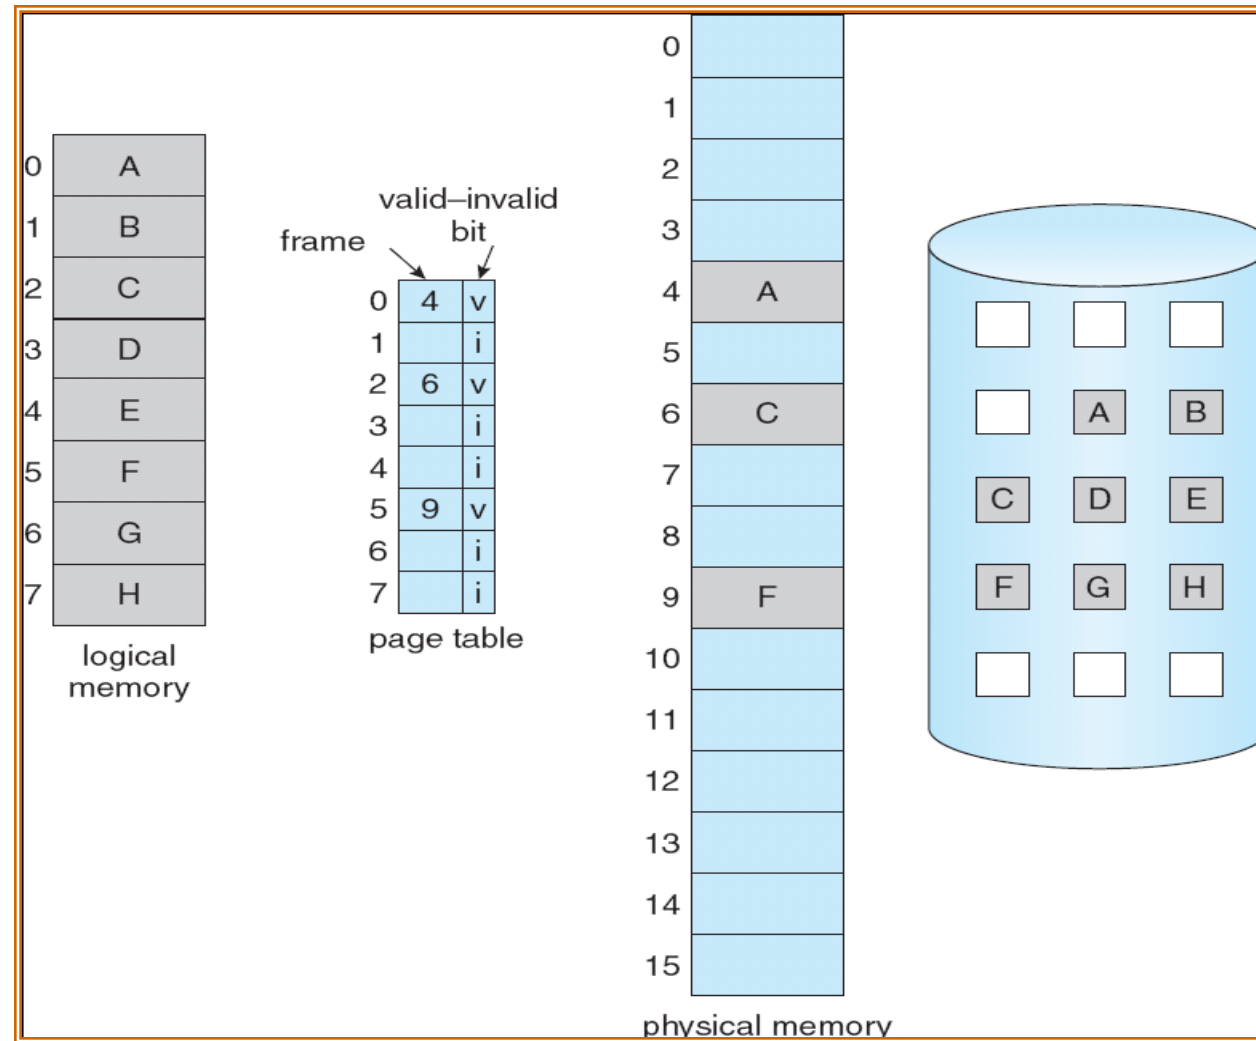 0 A
1 B
2 C
3 D
4 E
5 F
6 G
7 H
logical
memory
valid–invalid
bit
frame
0 4 v
1 i
2 6 v
3 i
4 i
5 9 v
6 i
7 i
page table
0
1
2
3
4 A
5
6 C
7
8
9 F
10
11
12
13
14
15
physical memory
A B
C D E
F G H